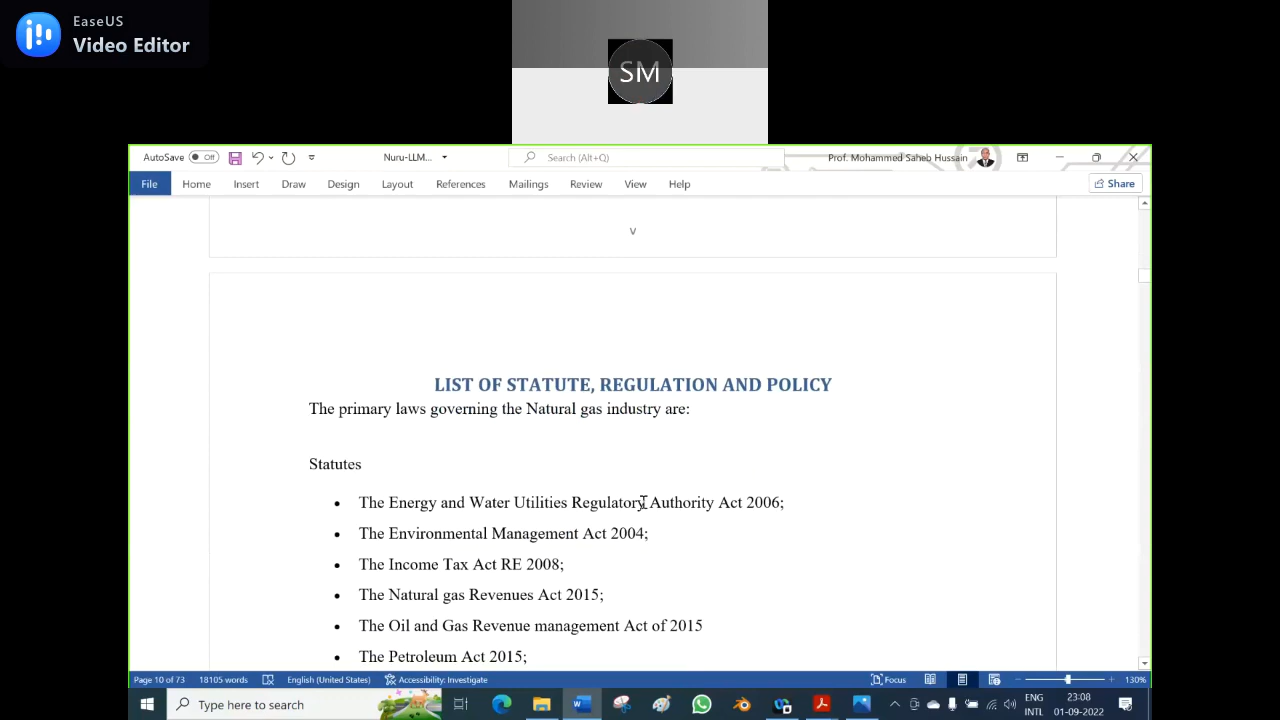 EaseUS
Video Editor
SM
AutoSave Off
Nuru-LLM...
Search (Alt+Q)
Prof. Mohammed Saheb Hussain
File Home Insert Draw Design Layout References Mailings Review View Help
Share
v
LIST OF STATUTE, REGULATION AND POLICY
The primary laws governing the Natural gas industry are:
Statutes
• The Energy and Water Utilities Regulatory Authority Act 2006;
• The Environmental Management Act 2004;
• The Income Tax Act RE 2008;
• The Natural gas Revenues Act 2015;
• The Oil and Gas Revenue management Act of 2015
• The Petroleum Act 2015;
Page 10 of 73 18105 words English (United States) Accessibility: Investigate Focus 130%
Type here to search
ENG 23:08
INTL 01-09-2022